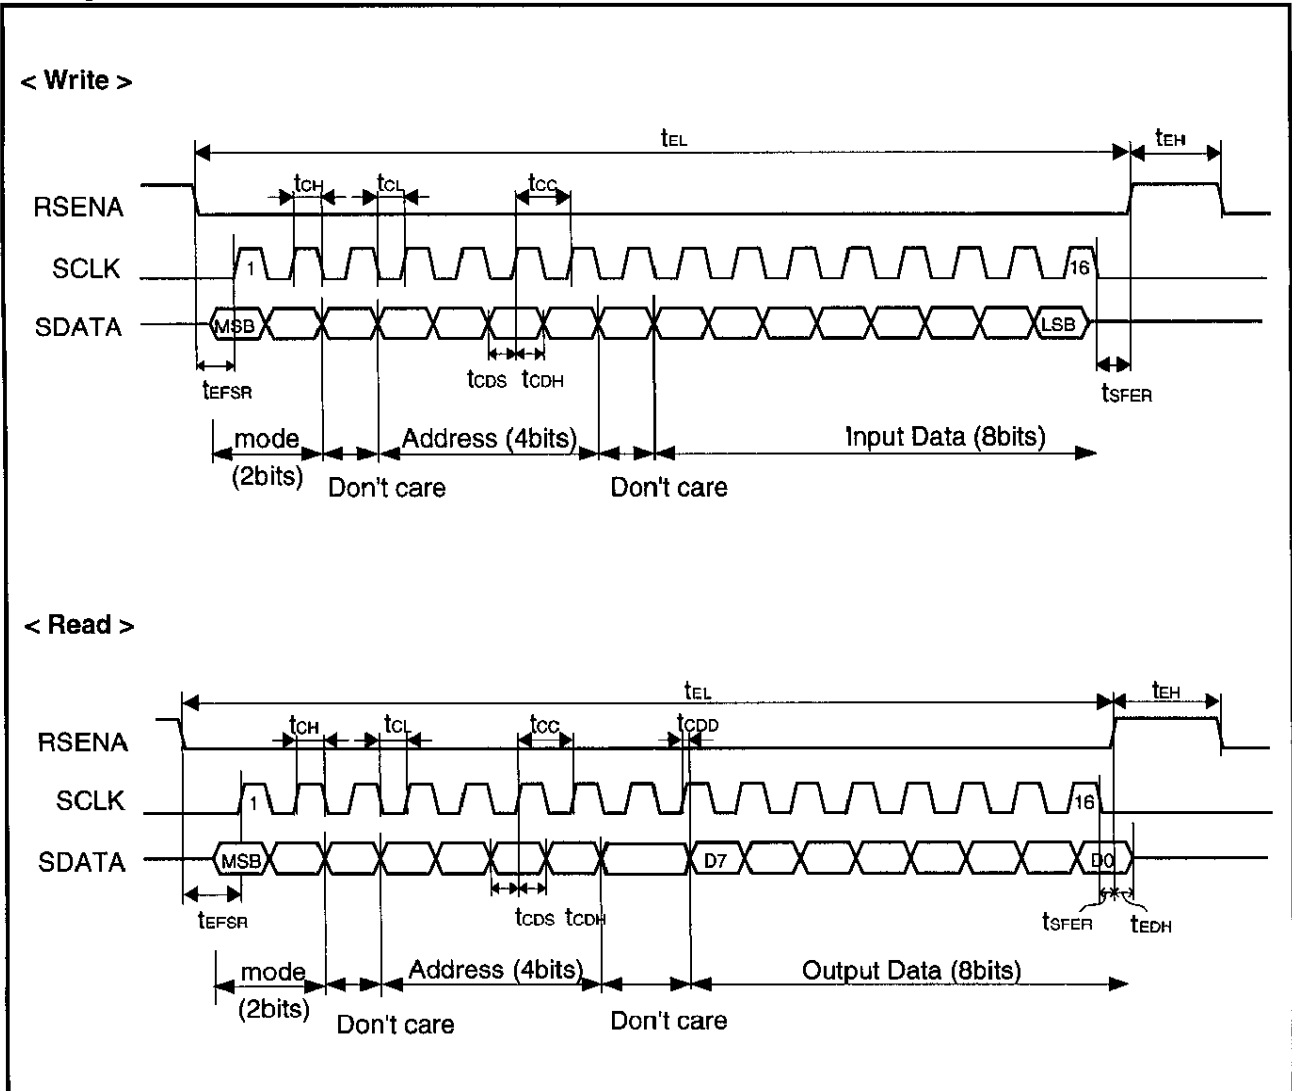 < Write >
tEL tEH
RSENA tCH tCL tCC
SCLK 1 16
SDATA MSB LSB
tEFSR tCDS tCDH tSFER
mode Address (4bits) Input Data (8bits)
(2bits) Don't care Don't care
< Read >
tEL tEH
RSENA tCH tCL tCC tCDD
SCLK 1 16
SDATA MSB D7 D0
tEFSR tCDS tCDH tSFER tEDH
mode Address (4bits) Output Data (8bits)
(2bits) Don't care Don't care